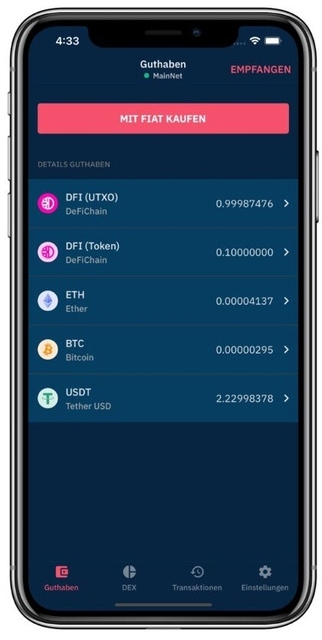 4:33
Guthaben
MainNet
EMPFANGEN
MIT FIAT KAUFEN
DETAILS GUTHABEN
DFI (UTXO)
DeFiChain
0.99987476
DFI (Token)
DeFiChain
0.10000000
ETH
Ether
0.00004137
BTC
Bitcoin
0.00000295
USDT
Tether USD
2.22998378
Guthaben
DEX
Transaktionen
Einstellungen